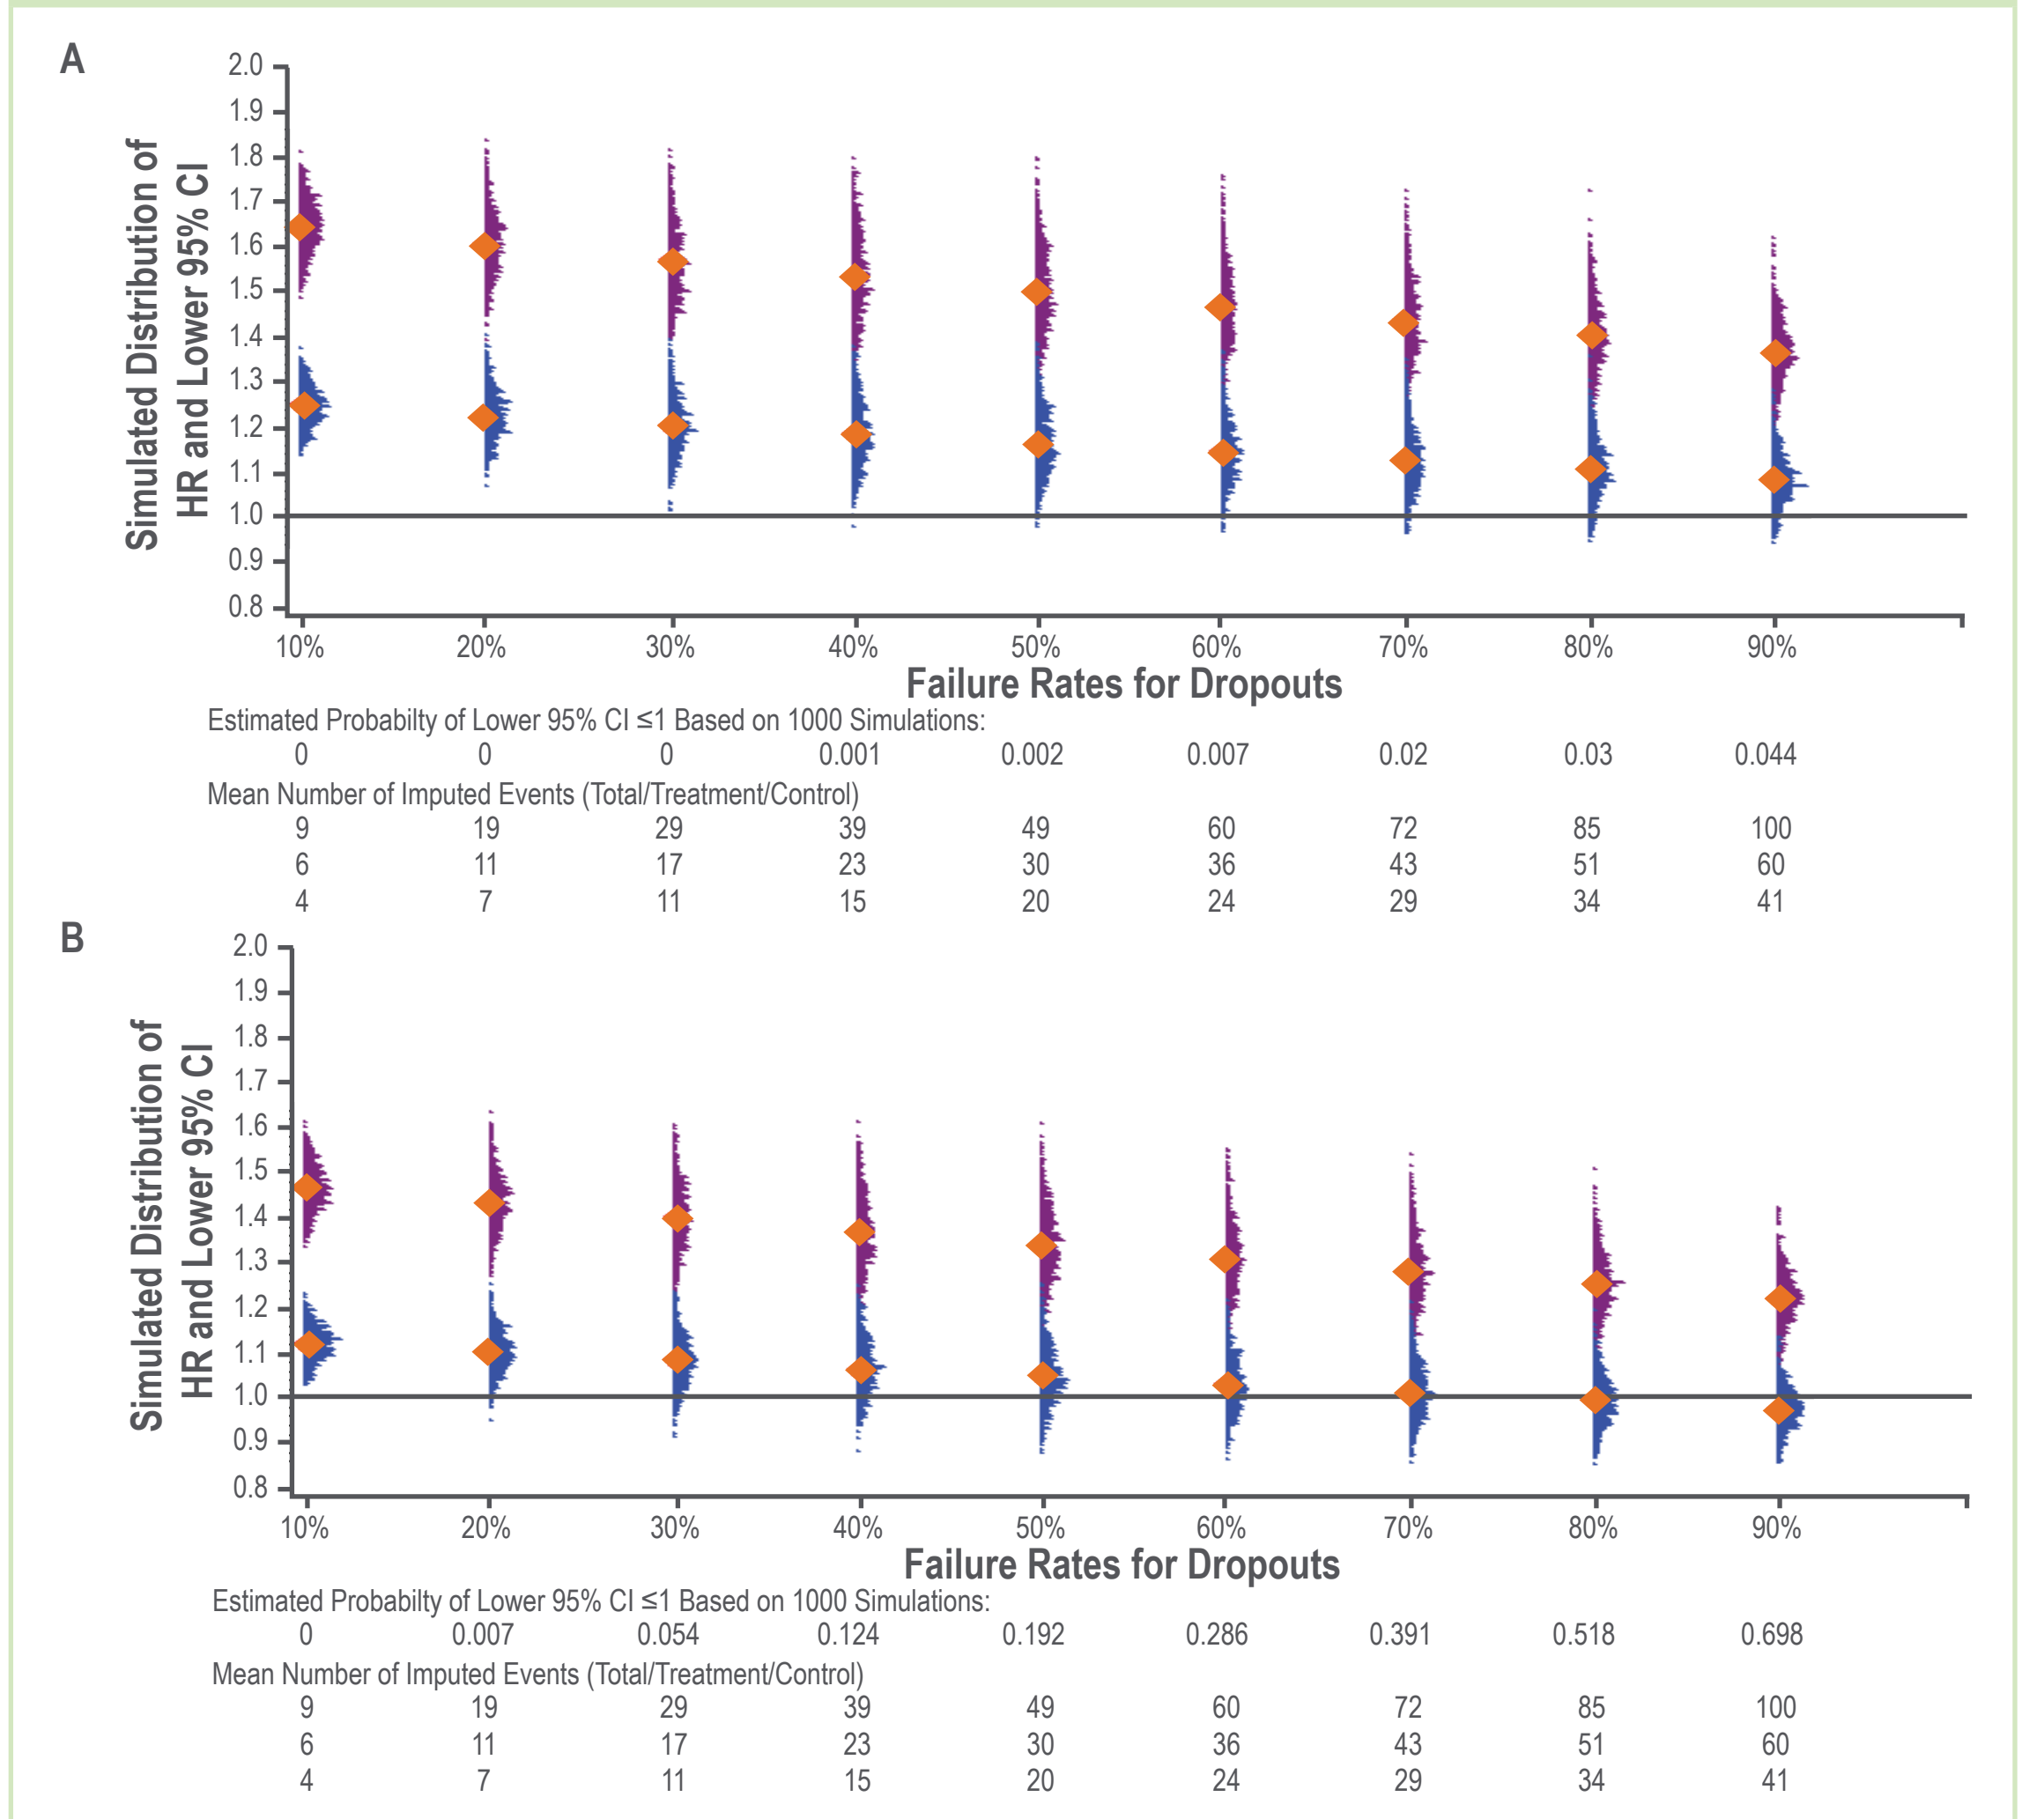 A
Simulated Distribution of
HR and Lower 95% CI
2.0
1.9
1.8
1.7
1.6
1.5
1.4
1.3
1.2
1.1
1.0
0.9
0.8
10% 20% 30% 40% 50% 60% 70% 80% 90%
Failure Rates for Dropouts
Estimated Probabilty of Lower 95% CI ≤1 Based on 1000 Simulations:
0 0 0 0.001 0.002 0.007 0.02 0.03 0.044
Mean Number of Imputed Events (Total/Treatment/Control)
9 19 29 39 49 60 72 85 100
6 11 17 23 30 36 43 51 60
4 7 11 15 20 24 29 34 41
B
Simulated Distribution of
HR and Lower 95% CI
2.0
1.9
1.8
1.7
1.6
1.5
1.4
1.3
1.2
1.1
1.0
0.9
0.8
10% 20% 30% 40% 50% 60% 70% 80% 90%
Failure Rates for Dropouts
Estimated Probabilty of Lower 95% CI ≤1 Based on 1000 Simulations:
0 0.007 0.054 0.124 0.192 0.286 0.391 0.518 0.698
Mean Number of Imputed Events (Total/Treatment/Control)
9 19 29 39 49 60 72 85 100
6 11 17 23 30 36 43 51 60
4 7 11 15 20 24 29 34 41